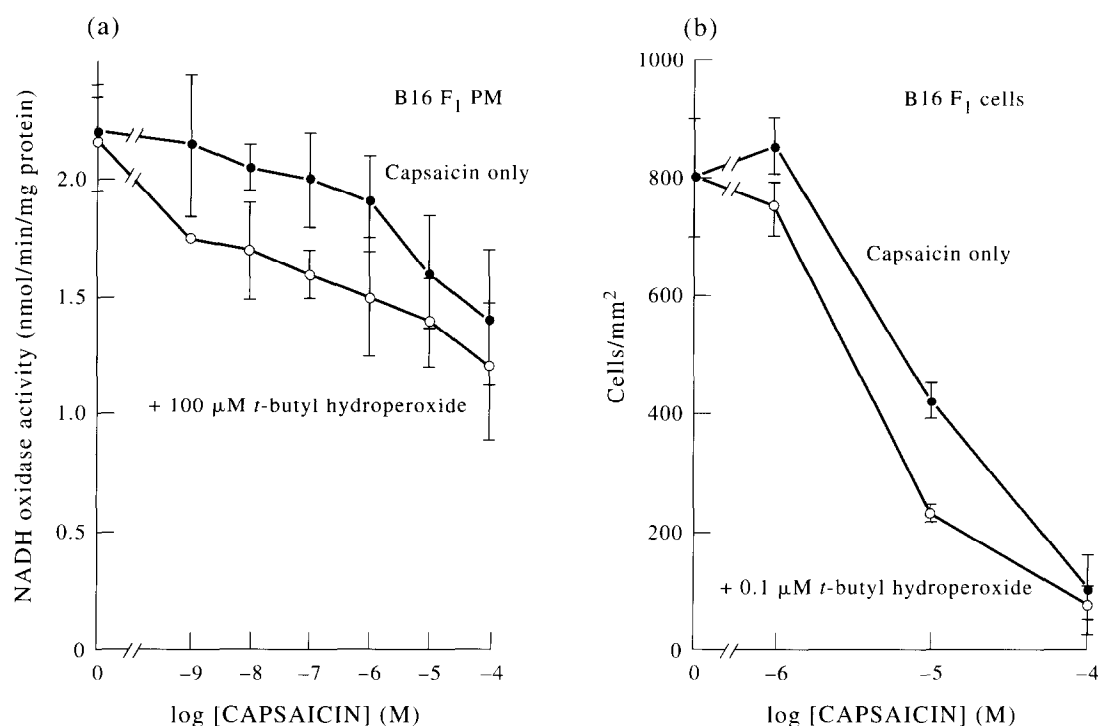 (a)
B16 F1 PM
Capsaicin only
+ 100 µM t-butyl hydroperoxide
NADH oxidase activity (nmol/min/mg protein)
2.0
1.5
1.0
0.5
0
0 −9 −8 −7 −6 −5 −4
log [CAPSAICIN] (M)
(b)
B16 F1 cells
Capsaicin only
+ 0.1 µM t-butyl hydroperoxide
Cells/mm²
1000
800
600
400
200
0
0 −6 −5 −4
log [CAPSAICIN] (M)